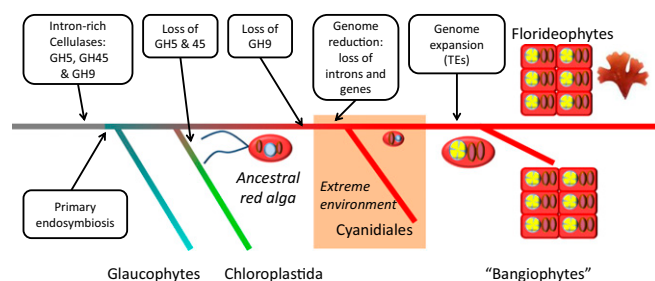 Intron-rich
Cellulases:
GH5, GH45
& GH9
Loss of
GH5 & 45
Loss of
GH9
Genome
reduction:
loss of
introns and
genes
Genome
expansion
(TEs)
Florideophytes
Primary
endosymbiosis
Ancestral
red alga
Extreme
environment
Cyanidiales
Glaucophytes
Chloroplastida
“Bangiophytes”